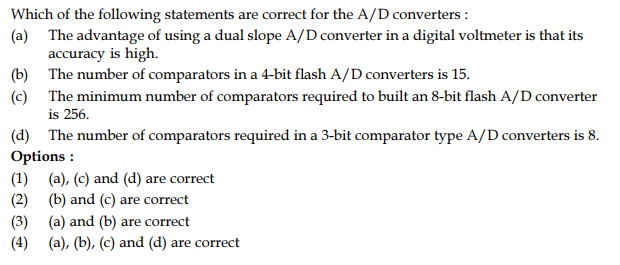 Which of the following statements are correct for the A/D converters :
(a) The advantage of using a dual slope A/D converter in a digital voltmeter is that its
accuracy is high.
(b) The number of comparators in a 4-bit flash A/D converters is 15.
(c) The minimum number of comparators required to built an 8-bit flash A/D converter
is 256.
(d) The number of comparators required in a 3-bit comparator type A/D converters is 8.
Options :
(1) (a), (c) and (d) are correct
(2) (b) and (c) are correct
(3) (a) and (b) are correct
(4) (a), (b), (c) and (d) are correct